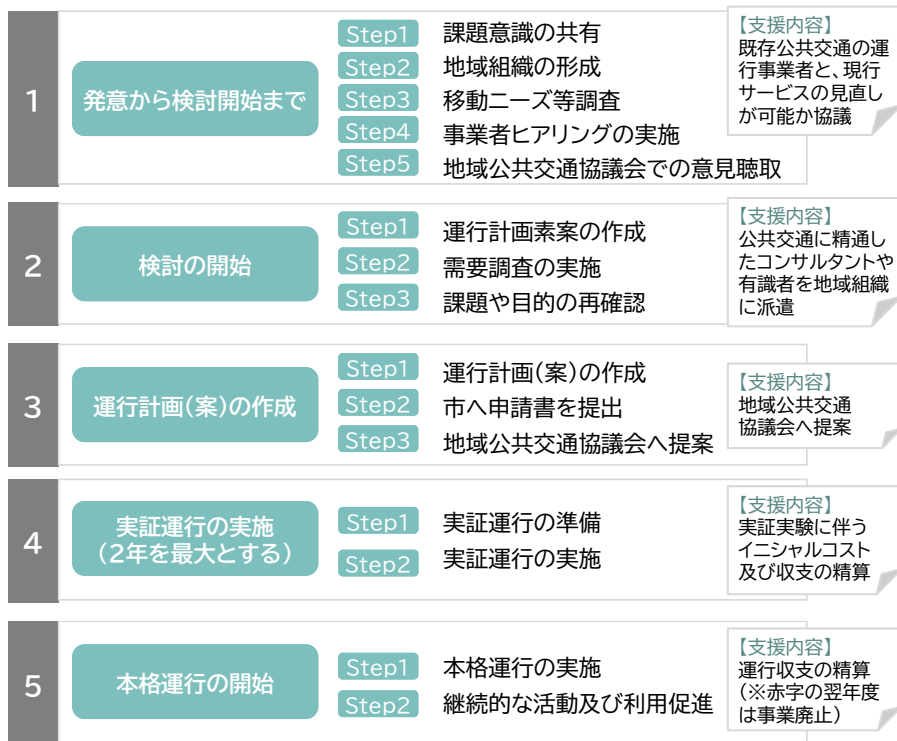 1
発意から検討開始まで
Step1 課題意識の共有
Step2 地域組織の形成
Step3 移動ニーズ等調査
Step4 事業者ヒアリングの実施
Step5 地域公共交通協議会での意見聴取
【支援内容】
既存公共交通の運
行事業者と、現行
サービスの見直し
が可能か協議
2
検討の開始
Step1 運行計画素案の作成
Step2 需要調査の実施
Step3 課題や目的の再確認
【支援内容】
公共交通に精通し
たコンサルタントや
有識者を地域組織
に派遣
3
運行計画(案)の作成
Step1 運行計画(案)の作成
Step2 市へ申請書を提出
Step3 地域公共交通協議会へ提案
【支援内容】
地域公共交通
協議会へ提案
4
実証運行の実施
(2年を最大とする)
Step1 実証運行の準備
Step2 実証運行の実施
【支援内容】
実証実験に伴う
イニシャルコスト
及び収支の精算
5
本格運行の開始
Step1 本格運行の実施
Step2 継続的な活動及び利用促進
【支援内容】
運行収支の精算
(※赤字の翌年度
は事業廃止)